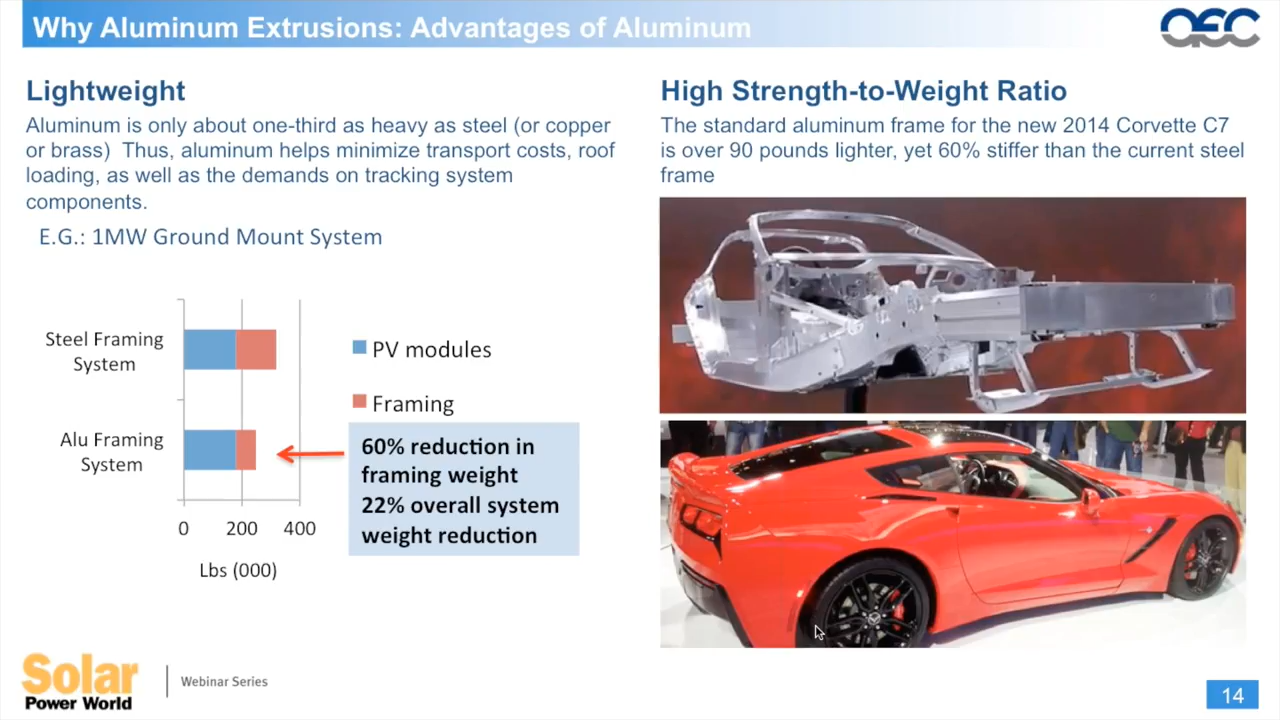 Why Aluminum Extrusions: Advantages of Aluminum
AEC
Lightweight
Aluminum is only about one-third as heavy as steel (or copper
or brass)  Thus, aluminum helps minimize transport costs, roof
loading, as well as the demands on tracking system
components.
E.G.: 1MW Ground Mount System
Steel Framing
System
Alu Framing
System
0 200 400
Lbs (000)
PV modules
Framing
60% reduction in
framing weight
22% overall system
weight reduction
High Strength-to-Weight Ratio
The standard aluminum frame for the new 2014 Corvette C7
is over 90 pounds lighter, yet 60% stiffer than the current steel
frame
Solar
Power World
Webinar Series
14